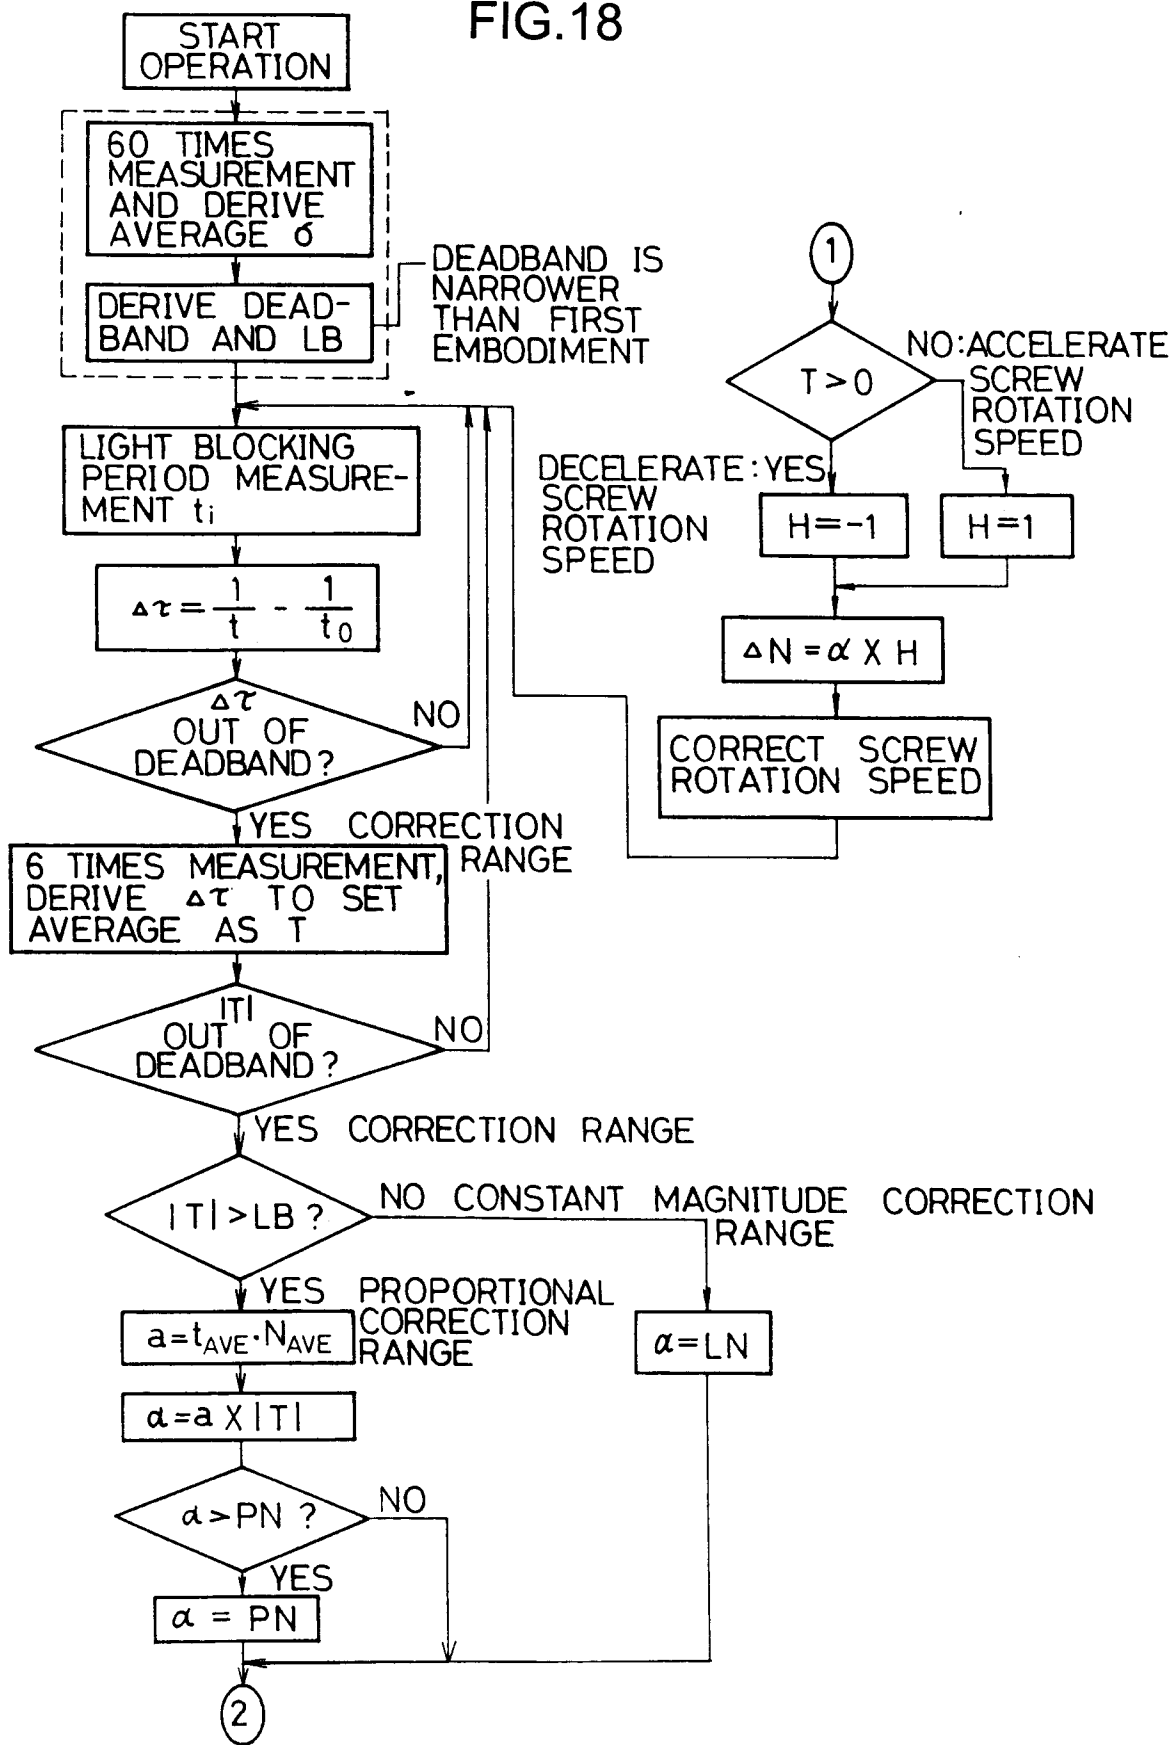 FIG.18
START
OPERATION
60 TIMES
MEASUREMENT
AND DERIVE
AVERAGE σ
DERIVE DEAD-
BAND AND LB
DEADBAND IS
NARROWER
THAN FIRST
EMBODIMENT
LIGHT BLOCKING
PERIOD MEASURE-
MENT ti
Δτ = 1/t - 1/t0
Δτ
OUT OF
DEADBAND?
NO
YES CORRECTION
RANGE
6 TIMES MEASUREMENT,
DERIVE Δτ TO SET
AVERAGE AS T
|T|
OUT OF
DEADBAND?
NO
YES CORRECTION RANGE
|T|>LB?
NO CONSTANT MAGNITUDE CORRECTION
RANGE
YES PROPORTIONAL
CORRECTION
RANGE
a=tAVE·NAVE
α=LN
α=a X|T|
α>PN ?
NO
YES
α = PN
2
1
T>0
NO:ACCELERATE
SCREW
ROTATION
SPEED
DECELERATE:YES
SCREW
ROTATION
SPEED
H=-1
H=1
ΔN=α X H
CORRECT SCREW
ROTATION SPEED